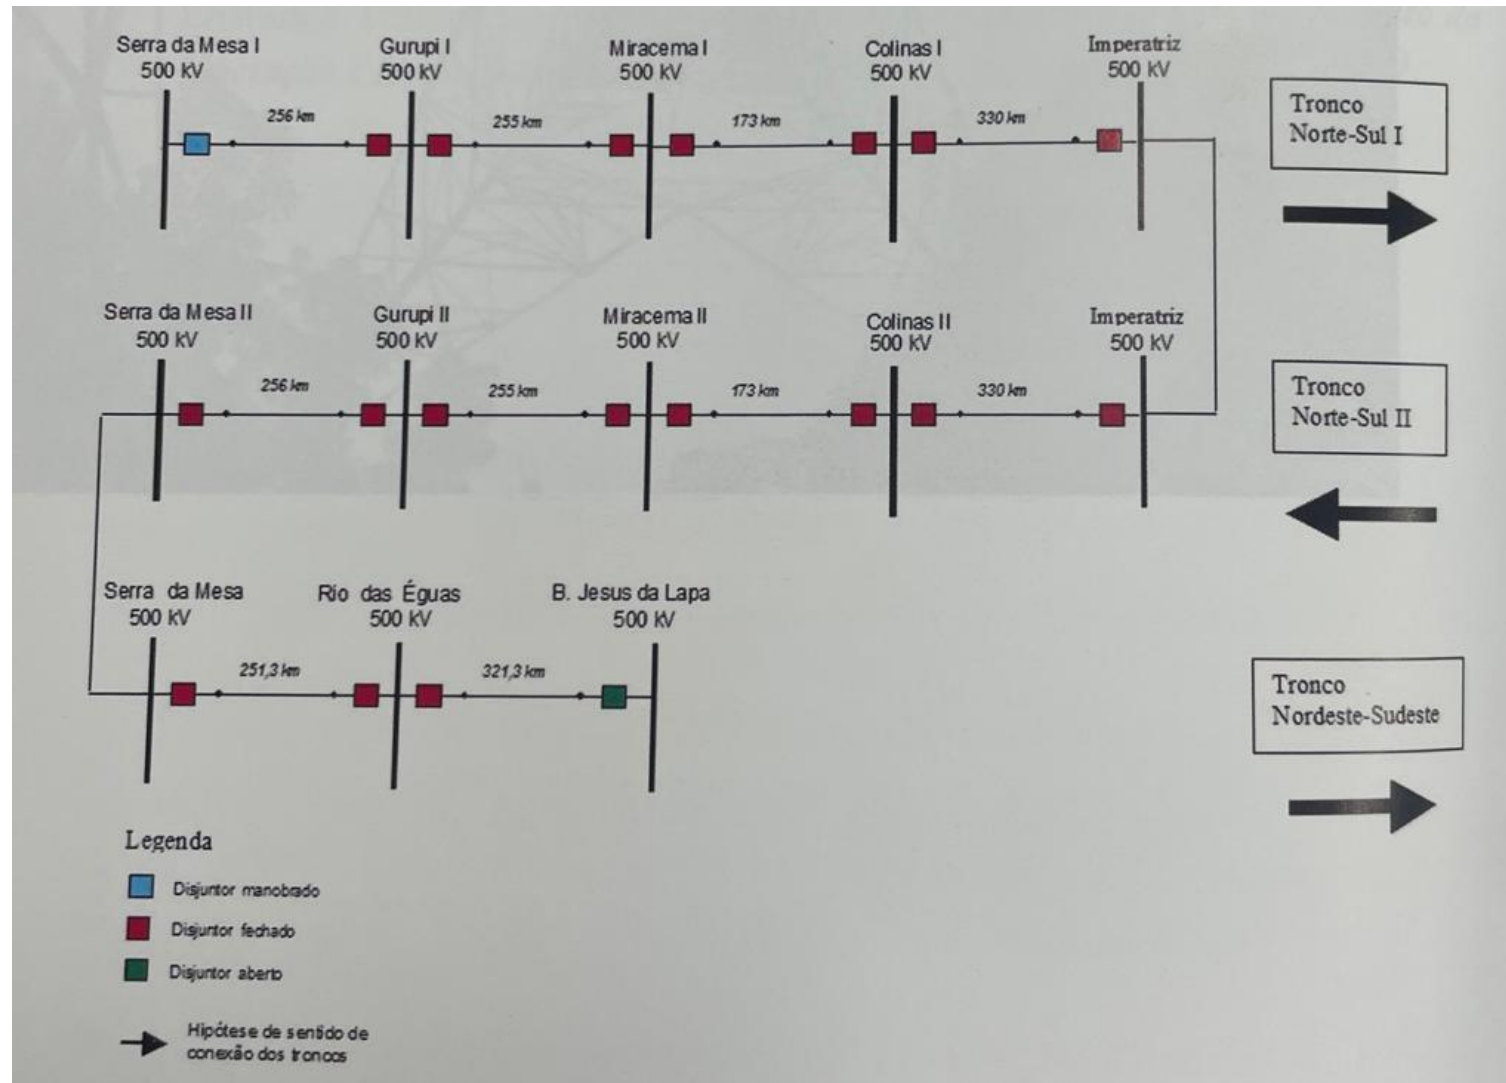 Serra da Mesa I
500 kV
Gurupi I
500 kV
Miracema I
500 kV
Colinas I
500 kV
Imperatriz
500 kV
256 km
255 km
173 km
330 km
Tronco
Norte-Sul I
Serra da Mesa II
500 kV
Gurupi II
500 kV
Miracema II
500 kV
Colinas II
500 kV
Imperatriz
500 kV
256 km
255 km
173 km
330 km
Tronco
Norte-Sul II
Serra da Mesa
500 kV
Rio das Éguas
500 kV
B. Jesus da Lapa
500 kV
251,3 km
321,3 km
Tronco
Nordeste-Sudeste
Legenda
Disjuntor manobrado
Disjuntor fechado
Disjuntor aberto
Hipótese de sentido de
conexão dos troncos